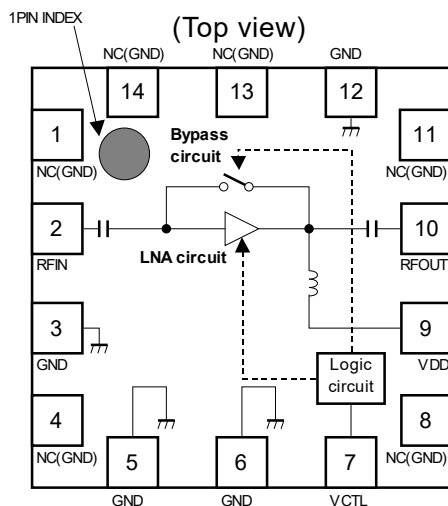 (Top view)
1PIN INDEX
NC(GND)
NC(GND)
GND
14
13
12
1
11
NC(GND)
NC(GND)
Bypass
circuit
2
10
RFIN
RFOUT
LNA circuit
3
9
GND
VDD
Logic
circuit
4
8
NC(GND)
NC(GND)
5
6
7
GND
GND
VCTL